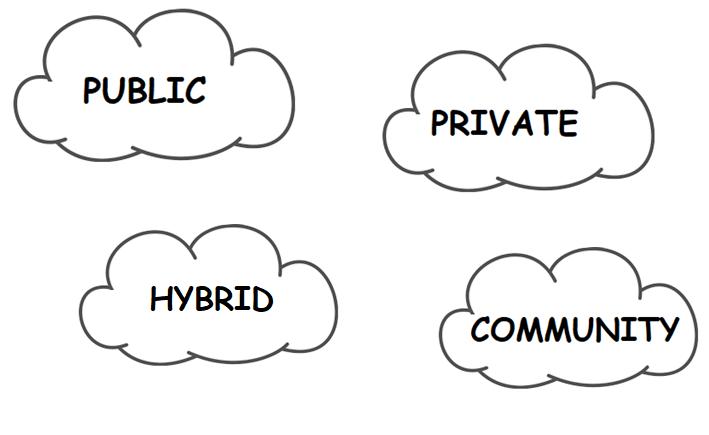 PUBLIC
PRIVATE
HYBRID
COMMUNITY